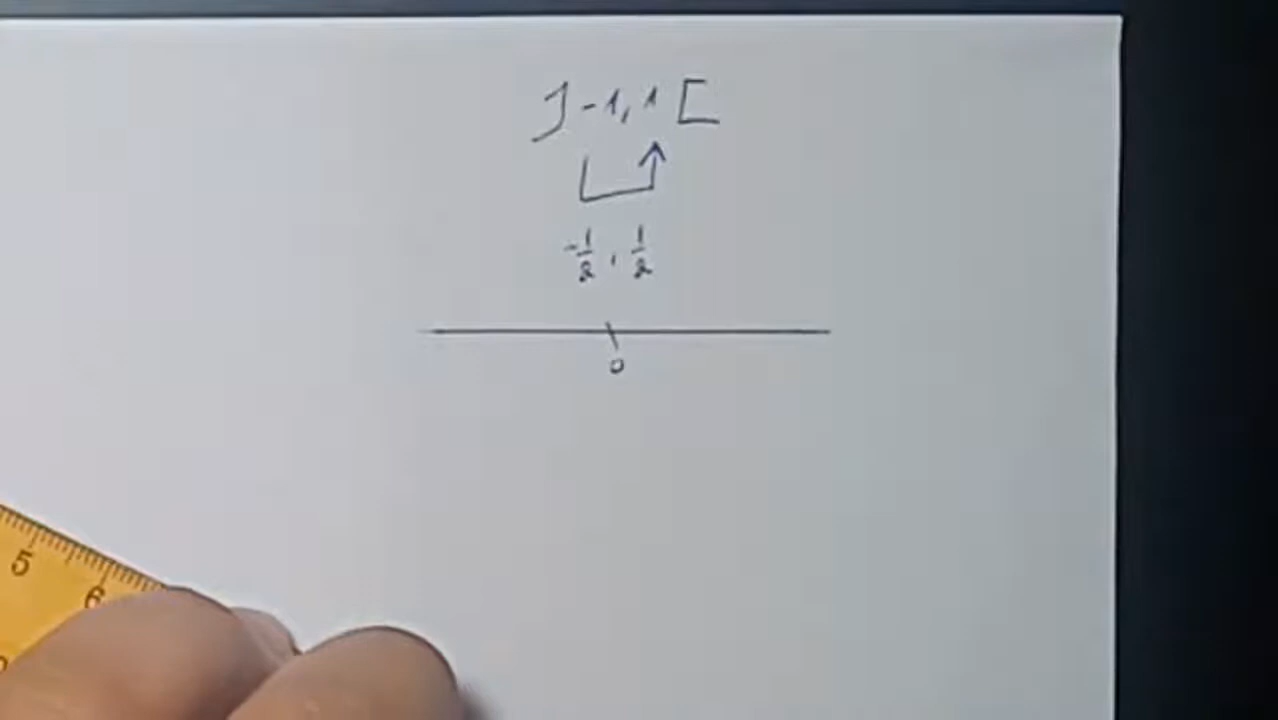 ]-1, 1[
-1/2, 1/2
0
5 6